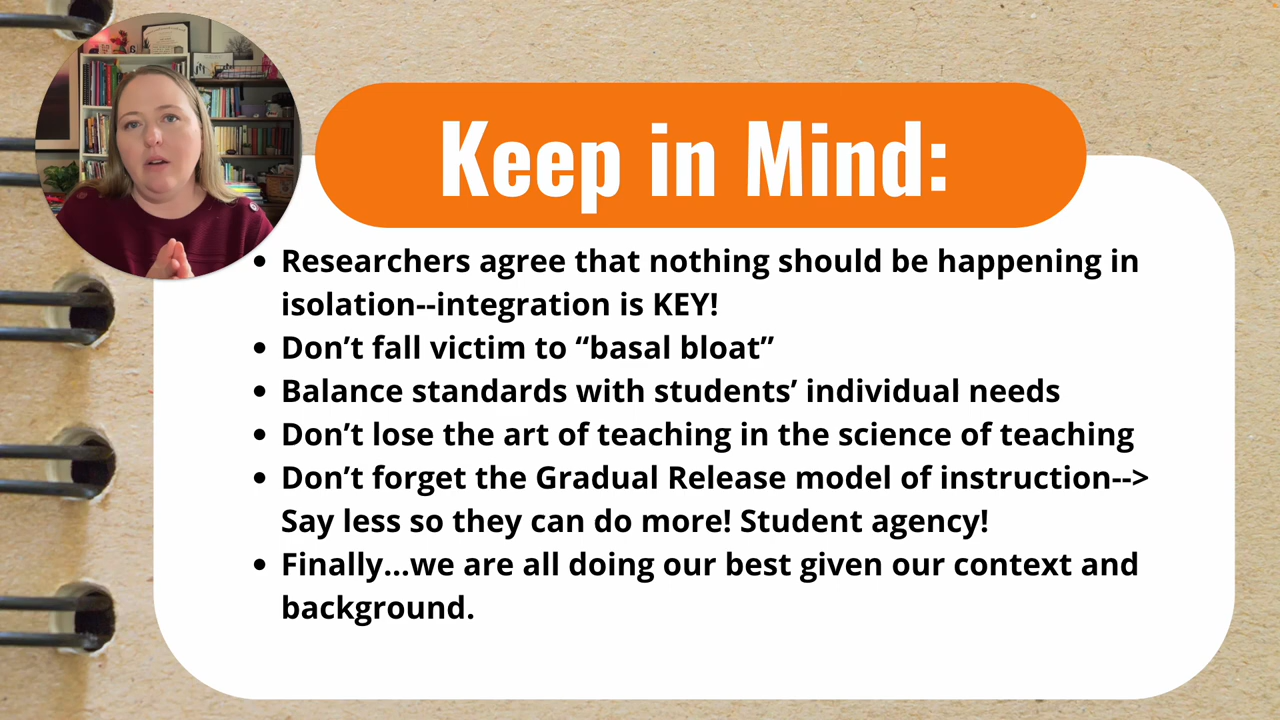 Keep in Mind:
• Researchers agree that nothing should be happening in
isolation--integration is KEY!
• Don’t fall victim to “basal bloat”
• Balance standards with students’ individual needs
• Don’t lose the art of teaching in the science of teaching
• Don’t forget the Gradual Release model of instruction-->
Say less so they can do more! Student agency!
• Finally...we are all doing our best given our context and
background.